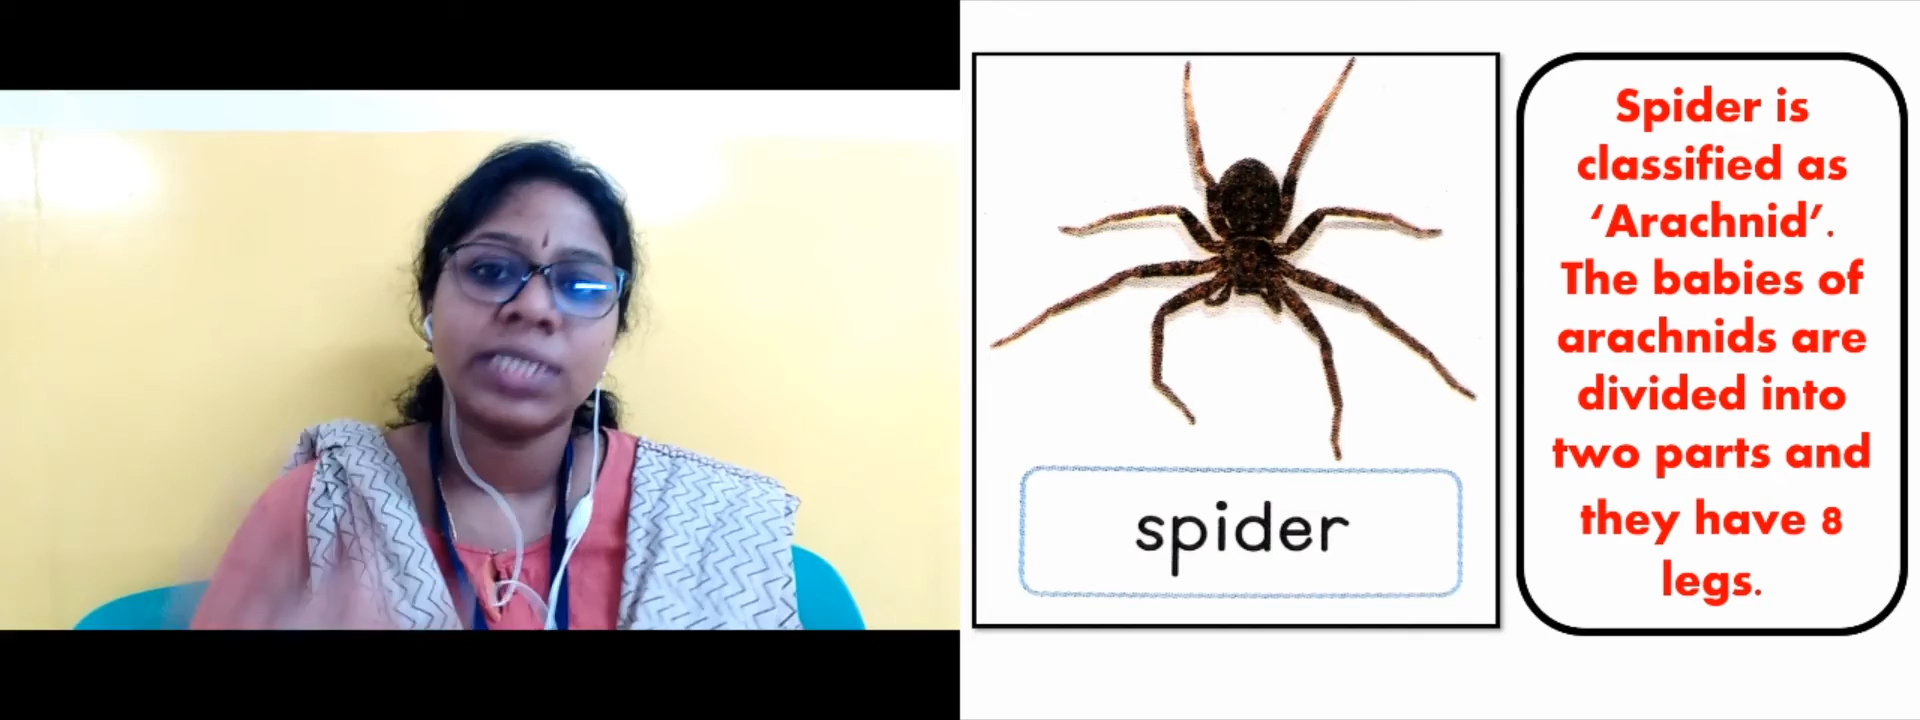 spider
Spider is
classified as
‘Arachnid’.
The babies of
arachnids are
divided into
two parts and
they have 8
legs.